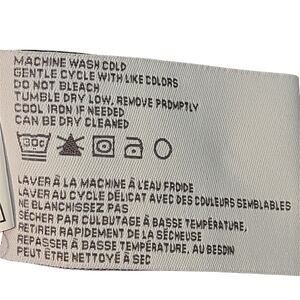 MACHINE WASH COLD
GENTLE CYCLE WITH LIKE COLORS
DO NOT BLEACH
TUMBLE DRY LOW, REMOVE PROMPTLY
COOL IRON IF NEEDED
CAN BE DRY CLEANED
30C
LAVER À LA MACHINE À L'EAU FROIDE
LAVER AU CYCLE DÉLICAT AVEC DES COULEURS SEMBLABLES
NE BLANCHISSEZ PAS
SÉCHER PAR CULBUTAGE À BASSE TEMPÉRATURE,
RETIRER RAPIDEMENT DE LA SÉCHEUSE
REPASSER À BASSE TEMPÉRATURE, AU BESOIN
PEUT ÊTRE NETTOYÉ À SEC